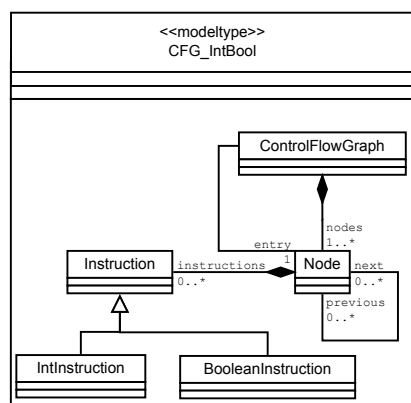 <<modeltype>>
CFG_IntBool
ControlFlowGraph
nodes
1..*
entry
1
Instruction
instructions
0..*
Node
next
0..*
previous
0..*
IntInstruction
BooleanInstruction